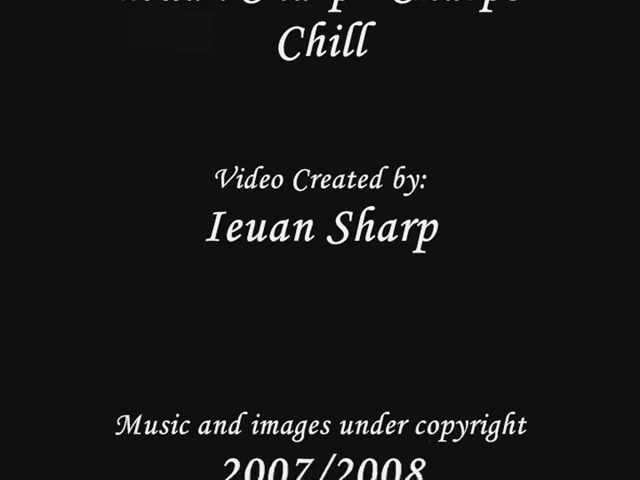 Chill
Video Created by:
Ieuan Sharp
Music and images under copyright
2007/2008